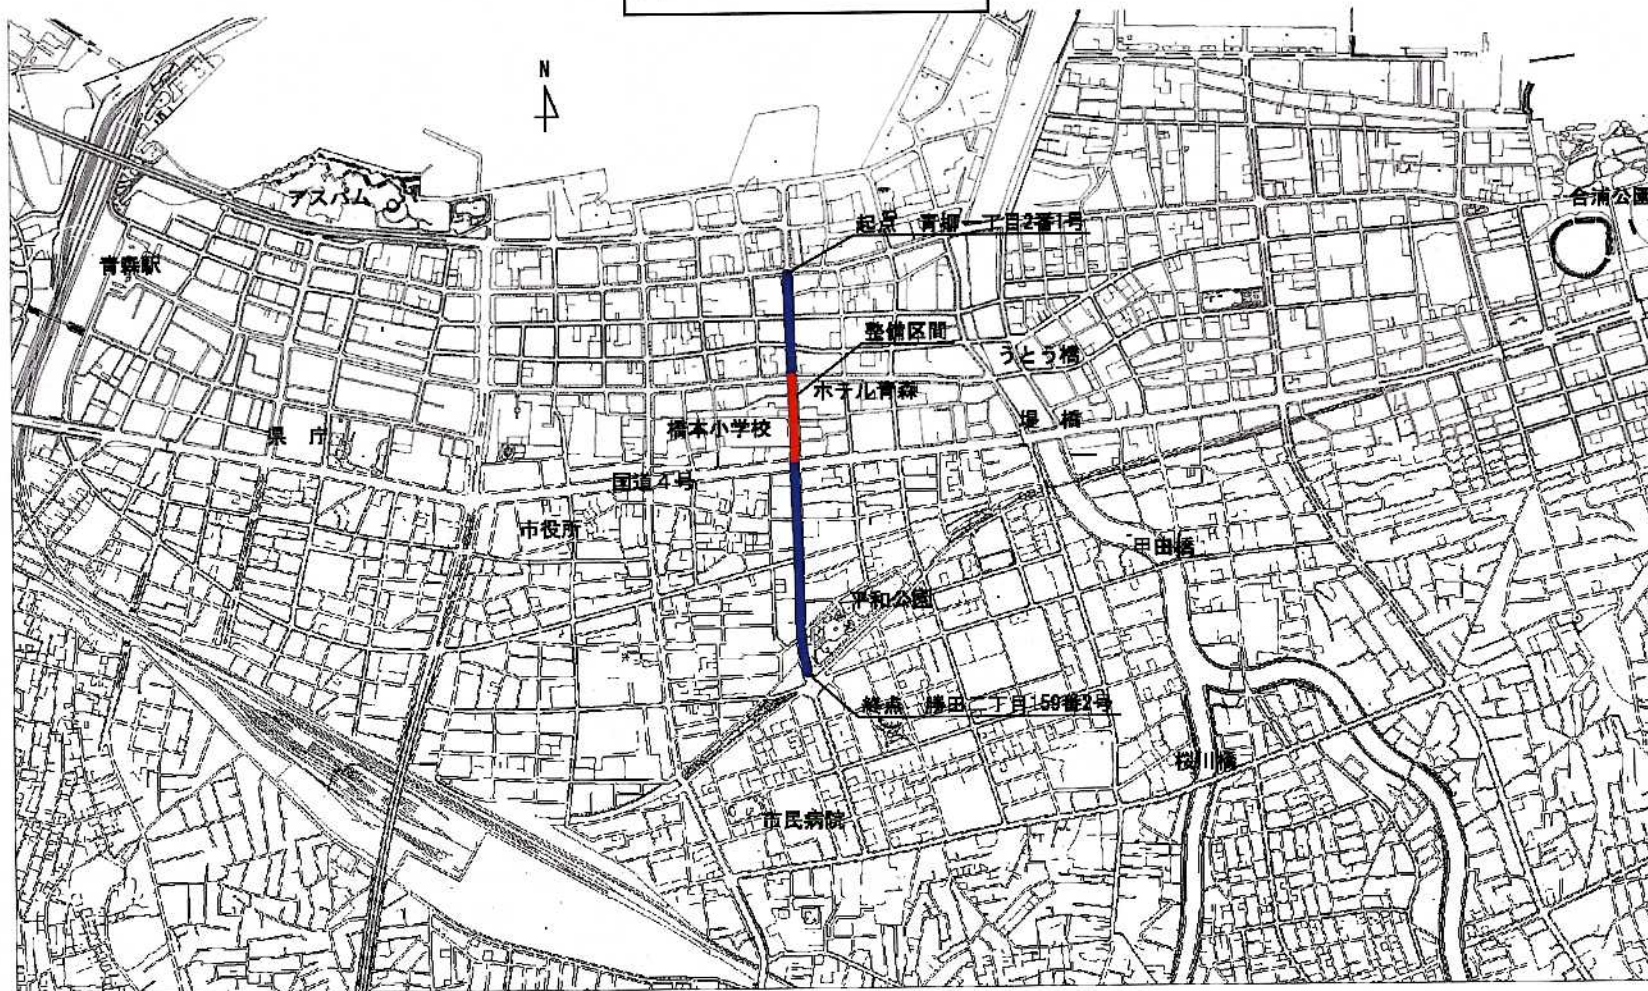 N
アスパム
合浦公園
起点 青柳一丁目2番1号
青森駅
整備区間
うとう橋
ホテル青森
堤橋
橋本小学校
県庁
国道4号
市役所
甲田橋
平和公園
終点 勝田二丁目159番2号
桜川橋
市民病院